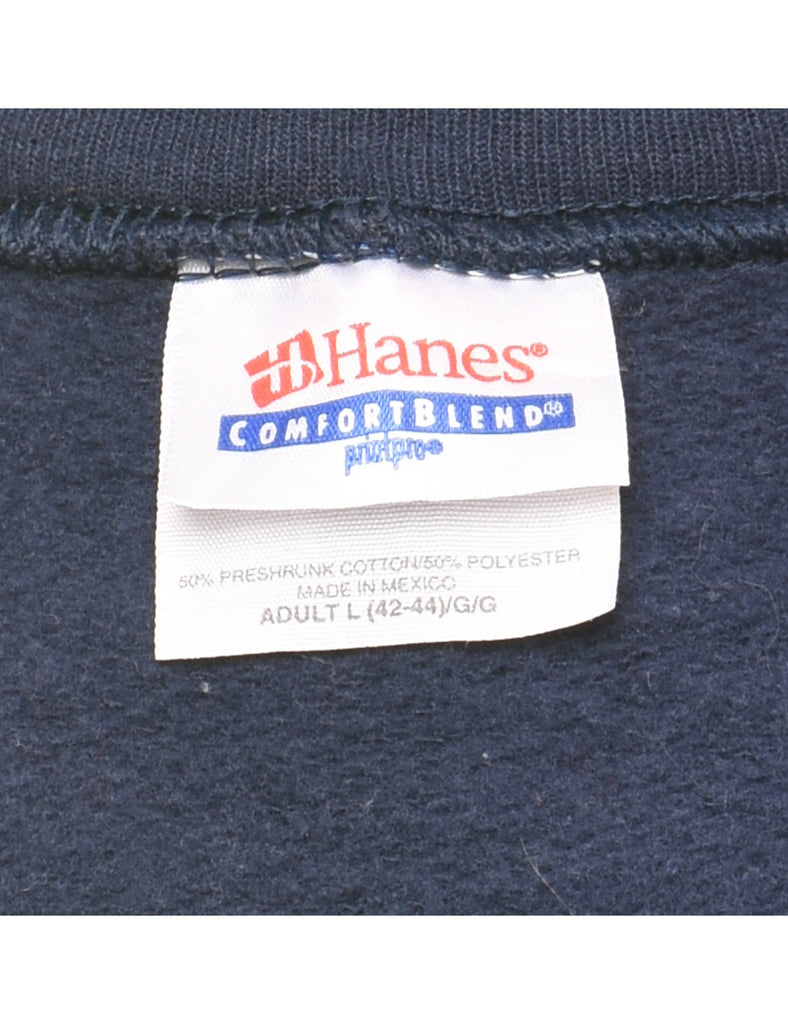 Hanes®
COMFORTBLEND®
printpro®
50% PRESHRUNK COTTON/50% POLYESTER
MADE IN MEXICO
ADULT L (42-44)/G/G